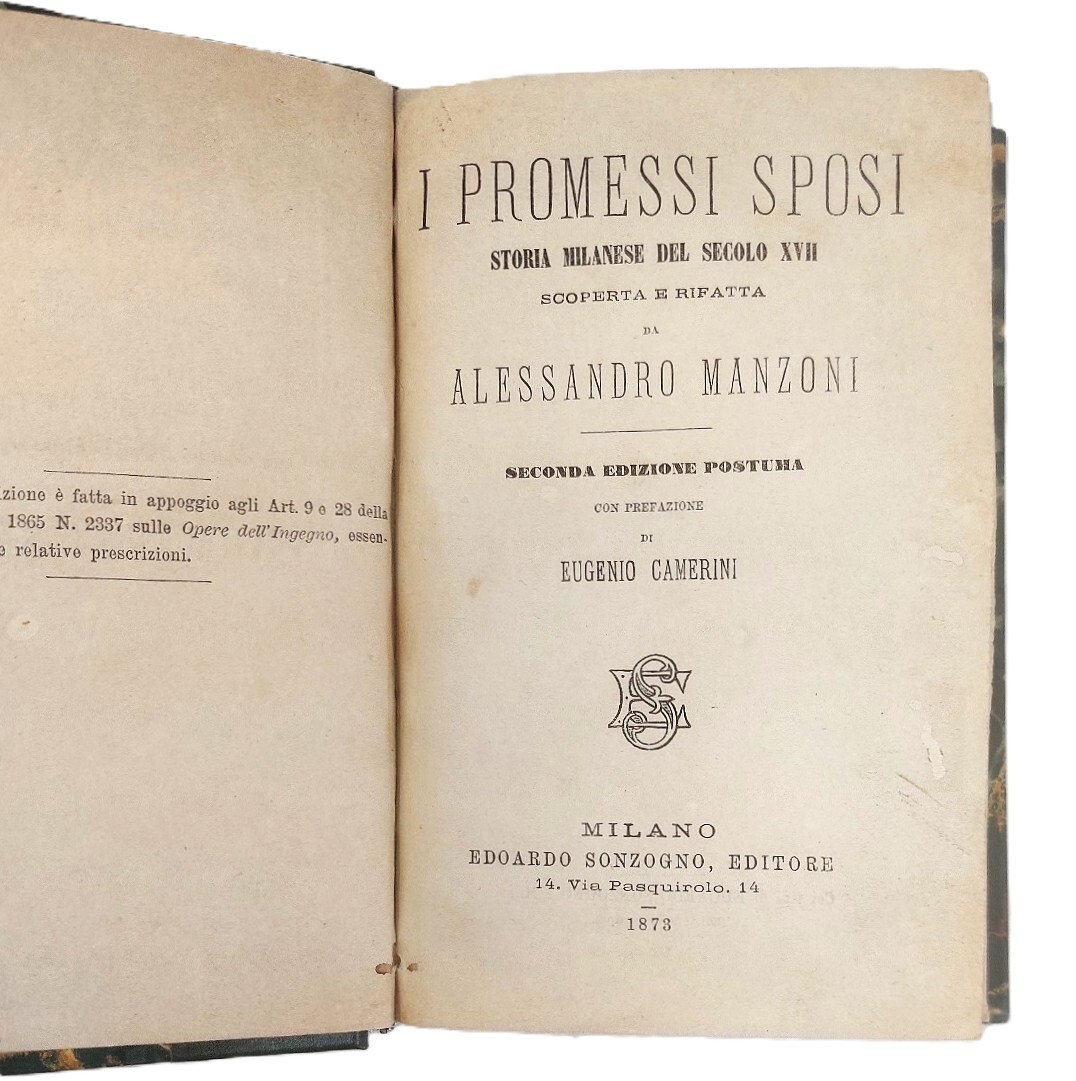 zione è fatta in appoggio agli Art. 9 e 28 della
1865 N. 2337 sulle Opere dell'Ingegno, essen-
e relative prescrizioni.
I PROMESSI SPOSI
STORIA MILANESE DEL SECOLO XVII
SCOPERTA E RIFATTA
DA
ALESSANDRO MANZONI
SECONDA EDIZIONE POSTUMA
CON PREFAZIONE
DI
EUGENIO CAMERINI
ES
MILANO
EDOARDO SONZOGNO, EDITORE
14. Via Pasquirolo. 14
1873